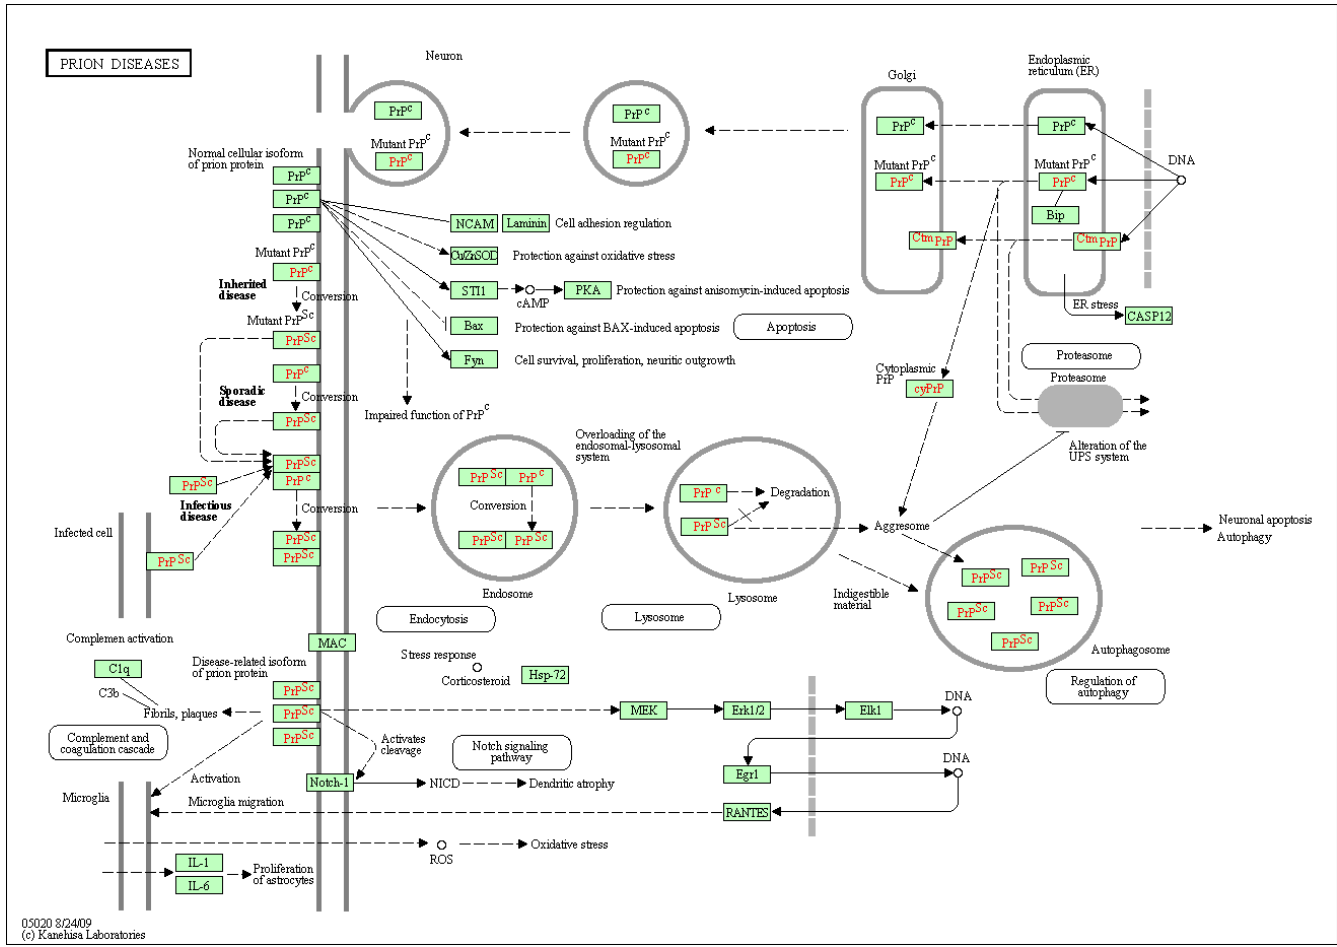 PRION DISEASES
Neuron
Golgi
Endoplasmic
reticulum (ER)
PrPC
Mutant PrPC
PrPC
PrPC
Mutant PrPC
PrPC
PrPC
Mutant PrPC
PrPC
PrPC
Mutant PrPC
PrPC
Bip
DNA
CtmPrP
CtmPrP
ER stress
CASP12
Normal cellular isoform
of prion protein
PrPC
PrPC
PrPC
NCAM
Laminin
Cell adhesion regulation
Cu/ZnSOD
Protection against oxidative stress
STI1
cAMP
PKA
Protection against anisomycin-induced apoptosis
Bax
Protection against BAX-induced apoptosis
Apoptosis
Fyn
Cell survival, proliferation, neuritic outgrowth
Impaired function of PrPC
Mutant PrPC
PrPC
Inherited
disease
Conversion
Mutant PrPSc
PrPSc
PrPC
Sporadic
disease
Conversion
PrPSc
PrPSc
PrPC
PrPSc
Infectious
disease
Conversion
PrPSc
PrPSc
Infected cell
PrPSc
Proteasome
Proteasome
Cytoplasmic
PrP
cyPrP
Alteration of the
UPS system
Overloading of the
endosomal-lysosomal
system
PrPSc
PrPC
Conversion
PrPSc
PrPSc
Endosome
Endocytosis
PrPC
Degradation
PrPSc
Lysosome
Lysosome
Aggresome
Indigestible
material
PrPSc
PrPSc
PrPSc
PrPSc
PrPSc
Autophagosome
Regulation of
autophagy
Neuronal apoptosis
Autophagy
Complemen activation
C1q
C3b
Fibrils, plaques
Complement and
coagulation cascade
MAC
Disease-related isoform
of prion protein
PrPSc
PrPSc
PrPSc
Stress response
Corticosteroid
Hsp-72
MEK
Erk1/2
Elk1
DNA
Activates
cleavage
Notch signaling
pathway
Egr1
DNA
Notch-1
NICD
Dendritic atrophy
Activation
Microglia
Microglia migration
RANTES
ROS
Oxidative stress
IL-1
IL-6
Proliferation
of astrocytes
05020 8/24/09
(c) Kanehisa Laboratories